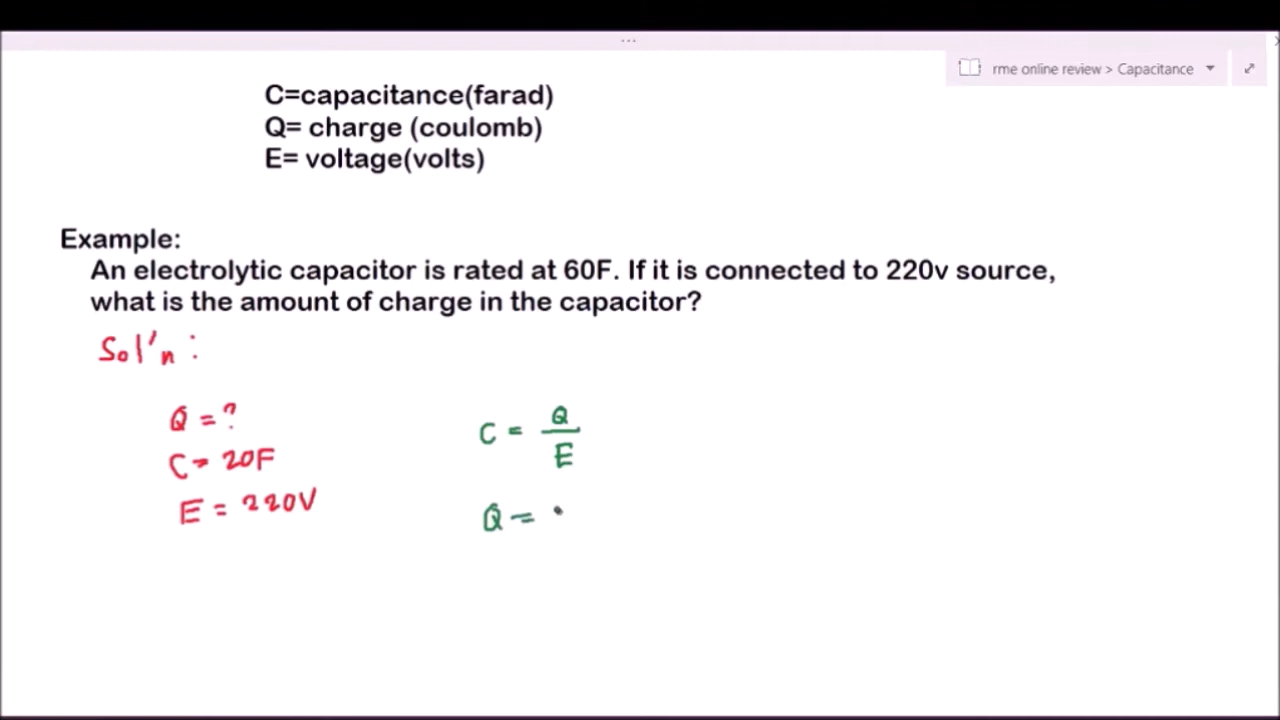 rme online review > Capacitance
C=capacitance(farad)
Q= charge (coulomb)
E= voltage(volts)
Example:
An electrolytic capacitor is rated at 60F. If it is connected to 220v source,
what is the amount of charge in the capacitor?
Sol'n :
Q = ?
C = 20F
E = 220V
C = Q / E
Q =